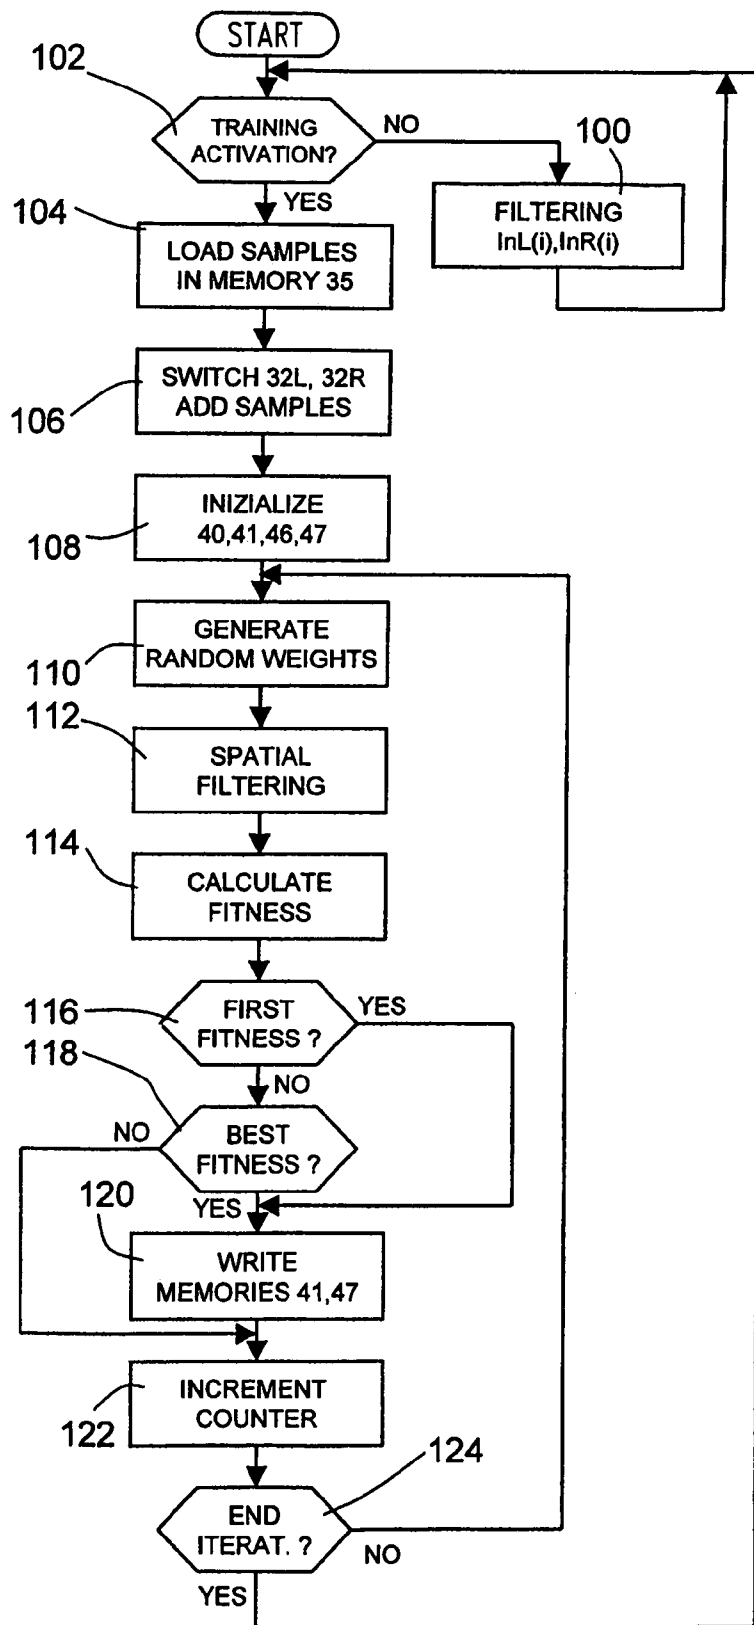 START
102
TRAINING
ACTIVATION?
NO
100
YES
FILTERING
InL(i),InR(i)
104
LOAD SAMPLES
IN MEMORY 35
SWITCH 32L, 32R
ADD SAMPLES
106
INIZIALIZE
40,41,46,47
108
GENERATE
RANDOM WEIGHTS
110
112
SPATIAL
FILTERING
114
CALCULATE
FITNESS
116
FIRST
FITNESS ?
YES
118
NO
NO
BEST
FITNESS ?
YES
120
WRITE
MEMORIES 41,47
INCREMENT
COUNTER
122
124
END
ITERAT. ?
NO
YES